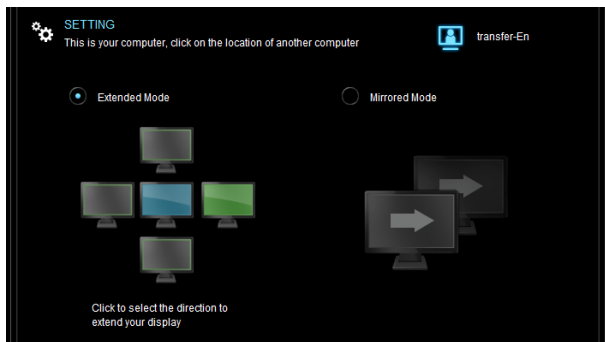 SETTING
This is your computer, click on the location of another computer
transfer-En
Extended Mode
Mirrored Mode
Click to select the direction to
extend your display